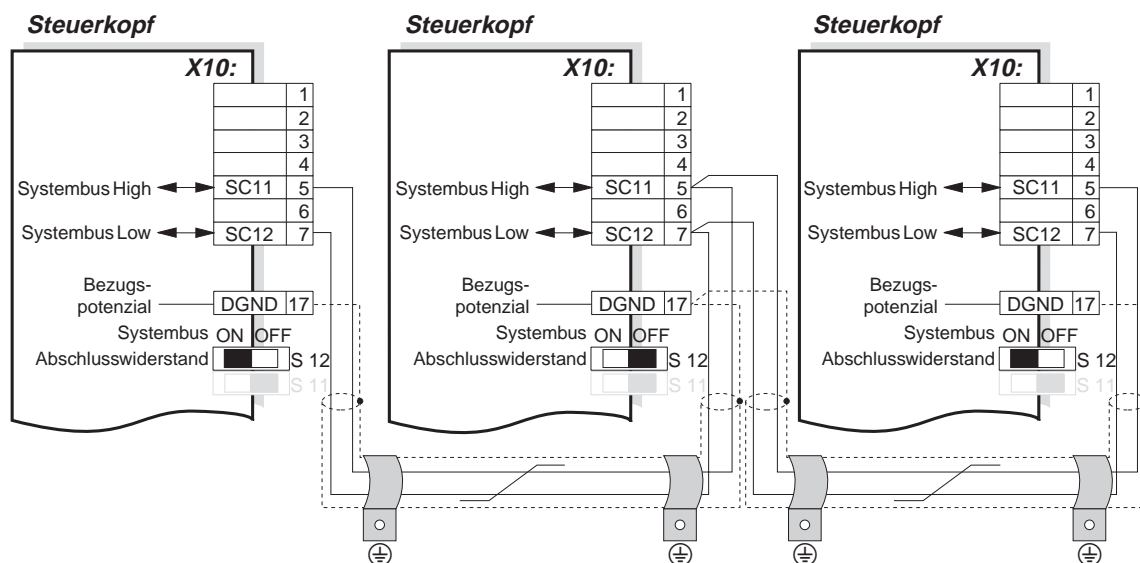 Steuerkopf
X10:
1
2
3
4
Systembus High SC11 5
6
Systembus Low SC12 7
Bezugs-
potenzial DGND 17
Systembus ON OFF
Abschlusswiderstand S 12
S 11
Steuerkopf
X10:
1
2
3
4
Systembus High SC11 5
6
Systembus Low SC12 7
Bezugs-
potenzial DGND 17
Systembus ON OFF
Abschlusswiderstand S 12
S 11
Steuerkopf
X10:
1
2
3
4
Systembus High SC11 5
6
Systembus Low SC12 7
Bezugs-
potenzial DGND 17
Systembus ON OFF
Abschlusswiderstand S 12
S 11